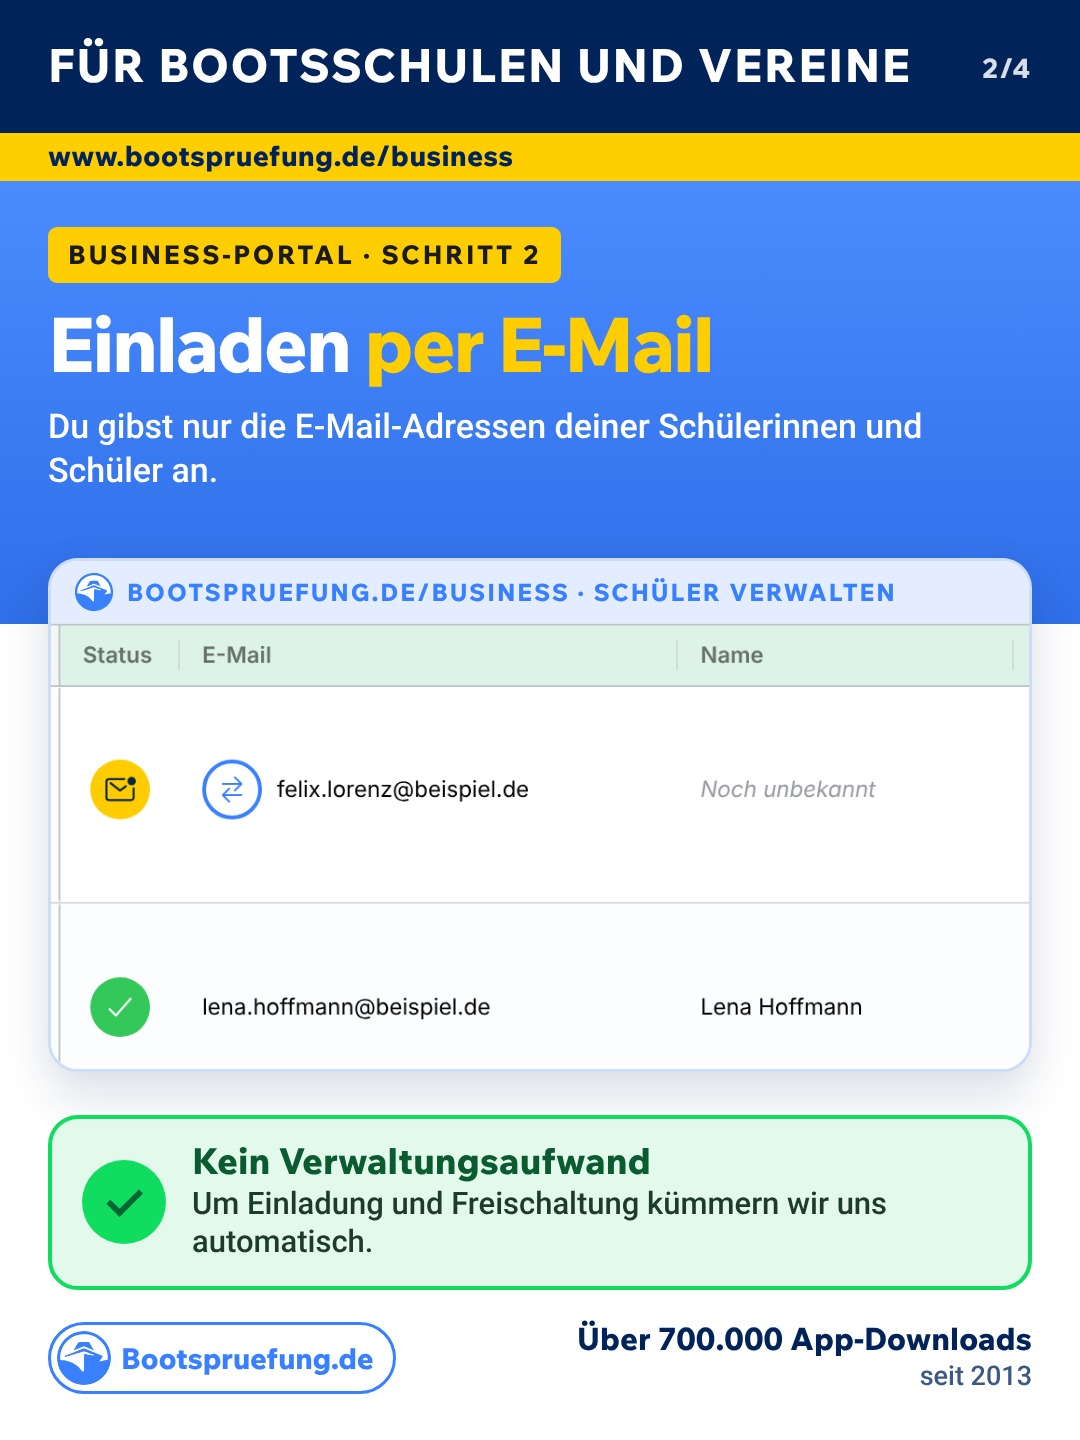 FÜR BOOTSSCHULEN UND VEREINE
2/4
www.bootspruefung.de/business
BUSINESS-PORTAL · SCHRITT 2
Einladen per E-Mail
Du gibst nur die E-Mail-Adressen deiner Schülerinnen und
Schüler an.
BOOTSPRUEFUNG.DE/BUSINESS · SCHÜLER VERWALTEN
Status E-Mail Name
felix.lorenz@beispiel.de Noch unbekannt
lena.hoffmann@beispiel.de Lena Hoffmann
Kein Verwaltungsaufwand
Um Einladung und Freischaltung kümmern wir uns
automatisch.
Bootspruefung.de
Über 700.000 App-Downloads
seit 2013